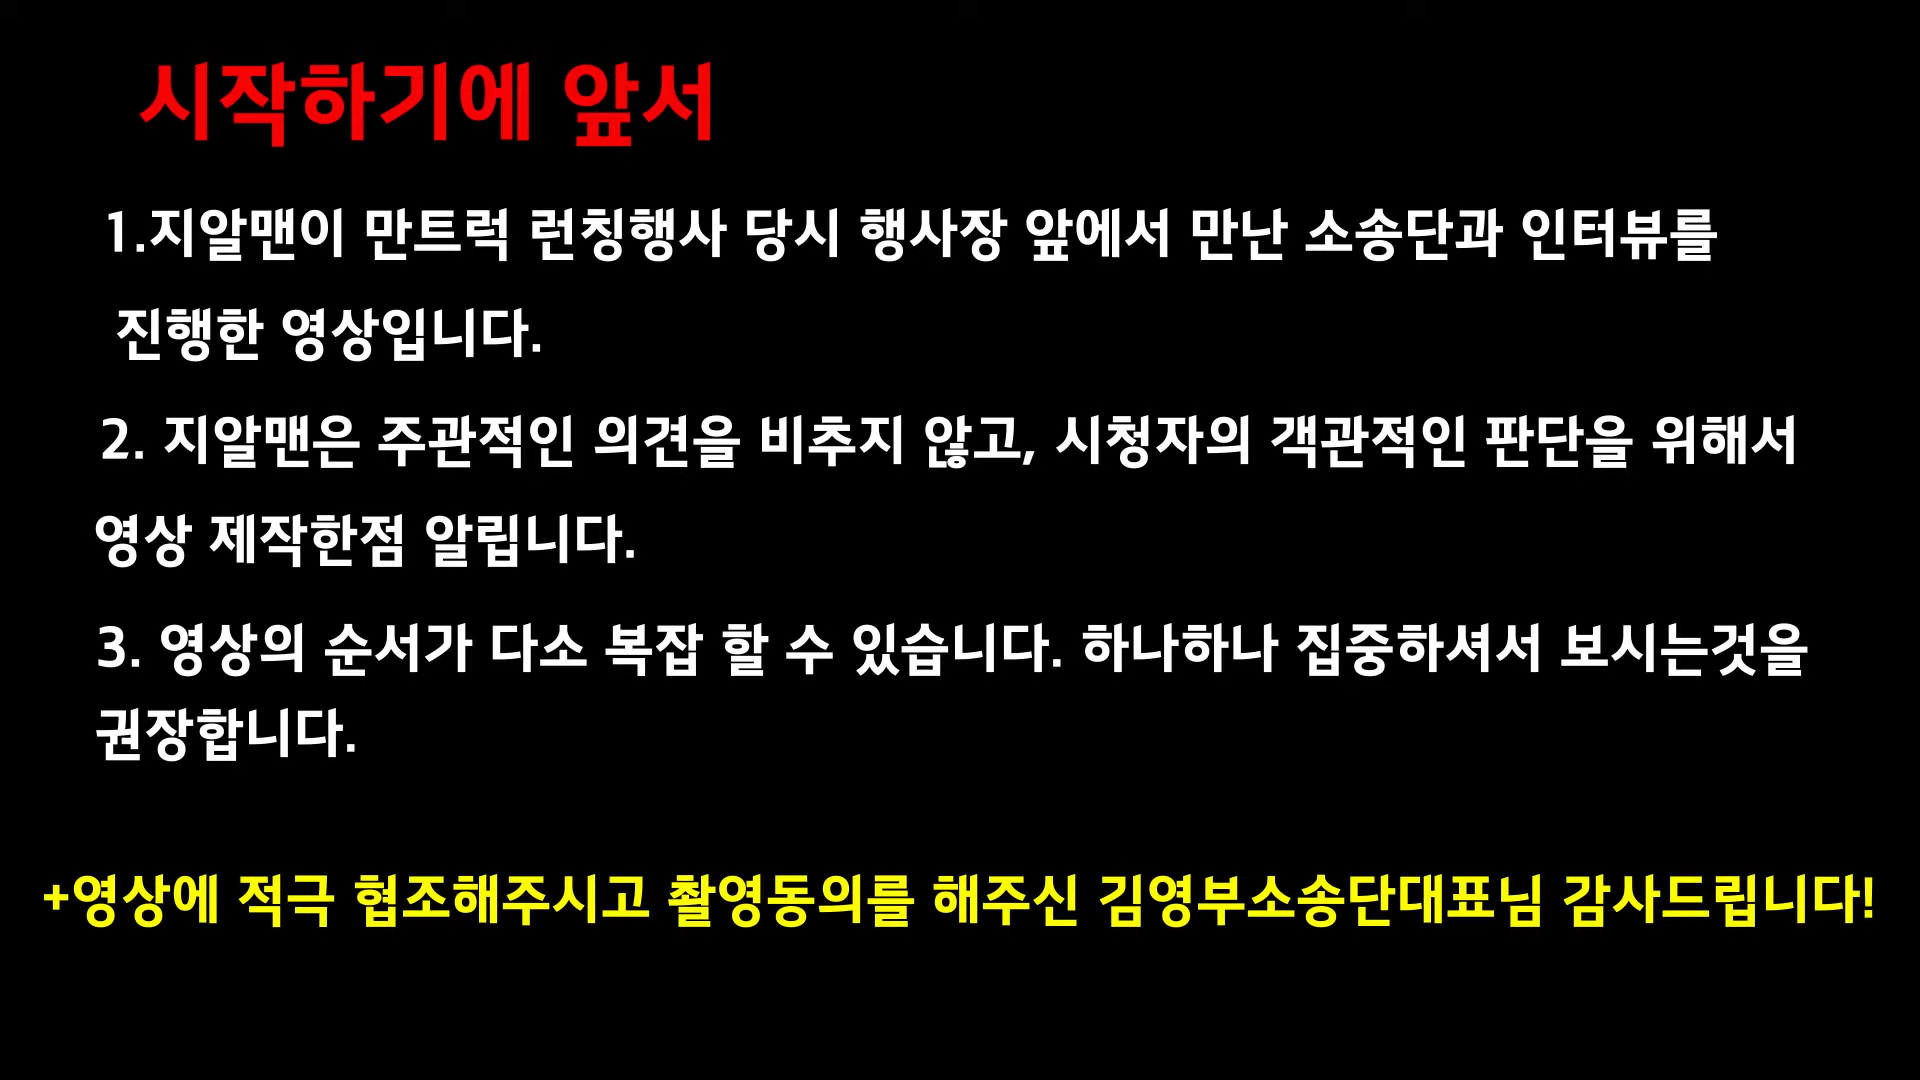 시작하기에 앞서
1.지알맨이 만트럭 런칭행사 당시 행사장 앞에서 만난 소송단과 인터뷰를
진행한 영상입니다.
2. 지알맨은 주관적인 의견을 비추지 않고, 시청자의 객관적인 판단을 위해서
영상 제작한점 알립니다.
3. 영상의 순서가 다소 복잡 할 수 있습니다. 하나하나 집중하셔서 보시는것을
권장합니다.
+영상에 적극 협조해주시고 촬영동의를 해주신 김영부소송단대표님 감사드립니다!